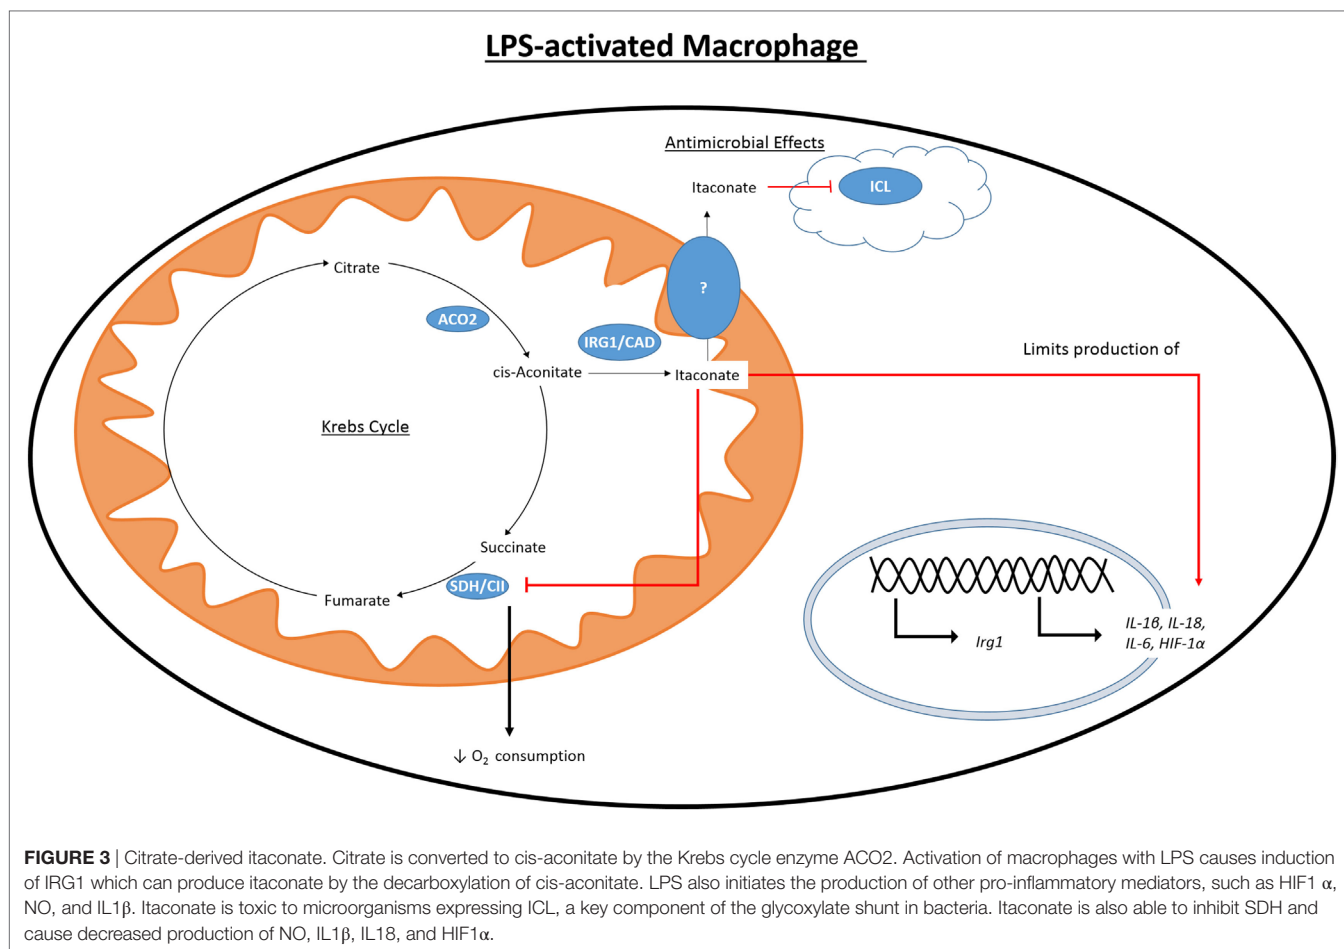 LPS-activated Macrophage
Antimicrobial Effects
Itaconate
ICL
Citrate
?
ACO2
IRG1/CAD
Limits production of
cis-Aconitate
Itaconate
Krebs Cycle
Succinate
SDH/CII
Fumarate
Irg1
IL-1β, IL-18,
IL-6, HIF-1α
↓ O₂ consumption
FIGURE 3 | Citrate-derived itaconate. Citrate is converted to cis-aconitate by the Krebs cycle enzyme ACO2. Activation of macrophages with LPS causes induction
of IRG1 which can produce itaconate by the decarboxylation of cis-aconitate. LPS also initiates the production of other pro-inflammatory mediators, such as HIF1 α,
NO, and IL1β. Itaconate is toxic to microorganisms expressing ICL, a key component of the glycoxylate shunt in bacteria. Itaconate is also able to inhibit SDH and
cause decreased production of NO, IL1β, IL18, and HIF1α.